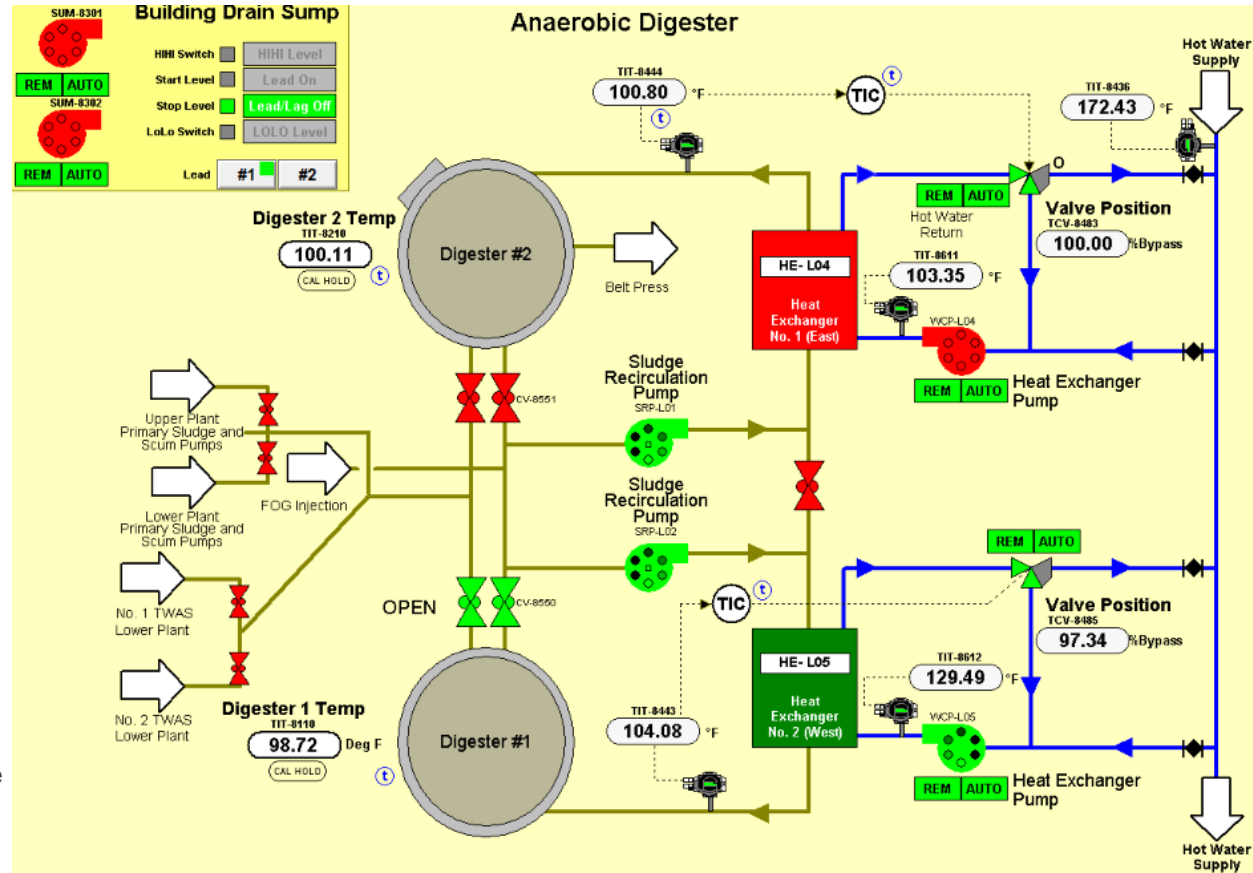 Building Drain Sump
SUM-8301
REM AUTO
SUM-8302
REM AUTO
HIHI Switch
HIHI Level
Start Level
Lead On
Stop Level
Lead/Lag Off
LoLo Switch
LOLO Level
Lead
#1
#2
Anaerobic Digester
TIT-8444
100.80 °F
t
TIC
t
TIT-8436
172.43 °F
Hot Water
Supply
O
REM AUTO
Hot Water
Return
Valve Position
TCV-8483
100.00 %Bypass
Digester 2 Temp
TIT-8210
100.11
CAL HOLD
t
Digester #2
Belt Press
HE- L04
Heat
Exchanger
No. 1 (East)
TIT-8611
103.35 °F
WCP-L04
REM AUTO
Heat Exchanger
Pump
Upper Plant
Primary Sludge and
Scum Pumps
Lower Plant
Primary Sludge and
Scum Pumps
FOG Injection
CV-8551
Sludge
Recirculation
Pump
SRP-L01
Sludge
Recirculation
Pump
SRP-L02
No. 1 TWAS
Lower Plant
No. 2 TWAS
Lower Plant
OPEN
CV-8550
TIC
t
REM AUTO
Valve Position
TCV-8485
97.34 %Bypass
Digester 1 Temp
TIT-8110
98.72 Deg F
CAL HOLD
t
Digester #1
TIT-8443
104.08 °F
HE- L05
Heat
Exchanger
No. 2 (West)
TIT-8612
129.49 °F
WCP-L05
REM AUTO
Heat Exchanger
Pump
Hot Water
Supply
e